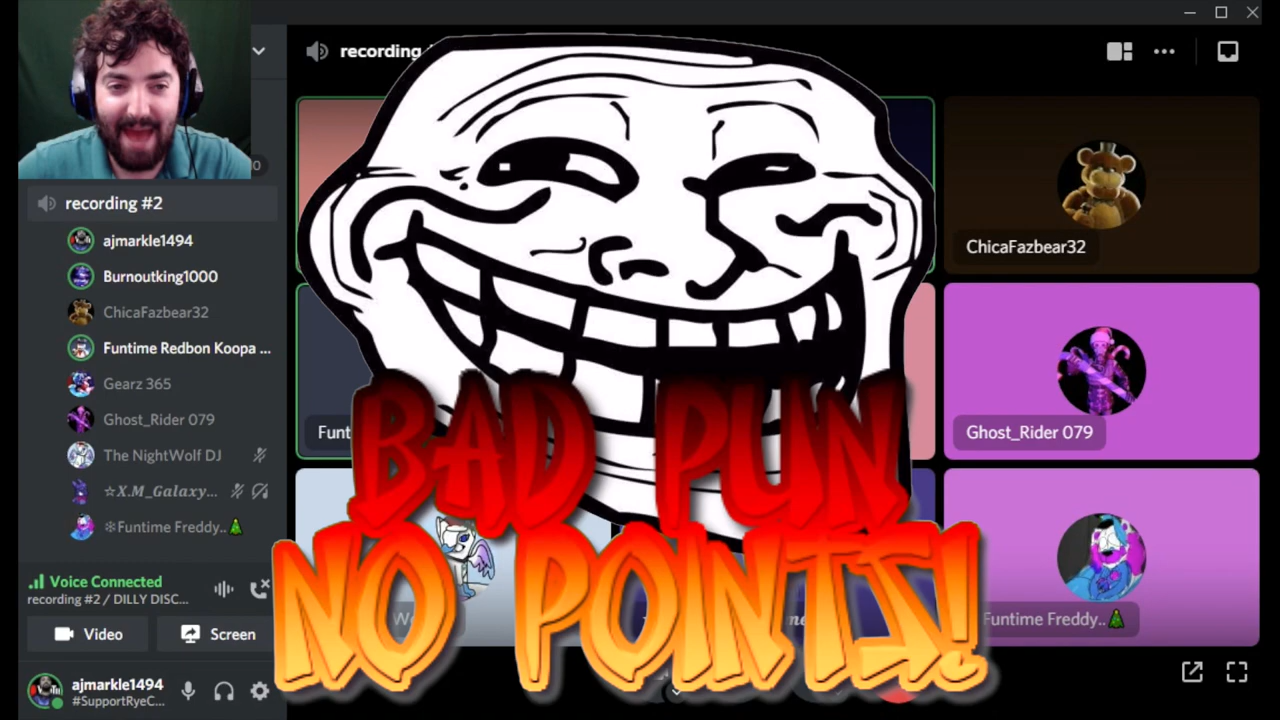 recording
recording #2
ajmarkle1494
Burnoutking1000
ChicaFazbear32
Funtime Redbon Koopa ...
Gearz 365
Ghost_Rider 079
The NightWolf DJ
☆X.M_Galaxy...
❄Funtime Freddy..🎄
Voice Connected
recording #2 / DILLY DISC...
Video
Screen
ajmarkle1494
#SupportRyeC...
ChicaFazbear32
Funt
Ghost_Rider 079
Funtime Freddy..🎄
BAD PUN
NO POINTS!